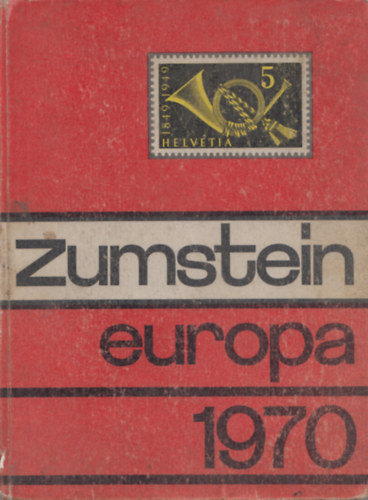 5
1849-1949
HELVETIA
Zumstein
europa
1970